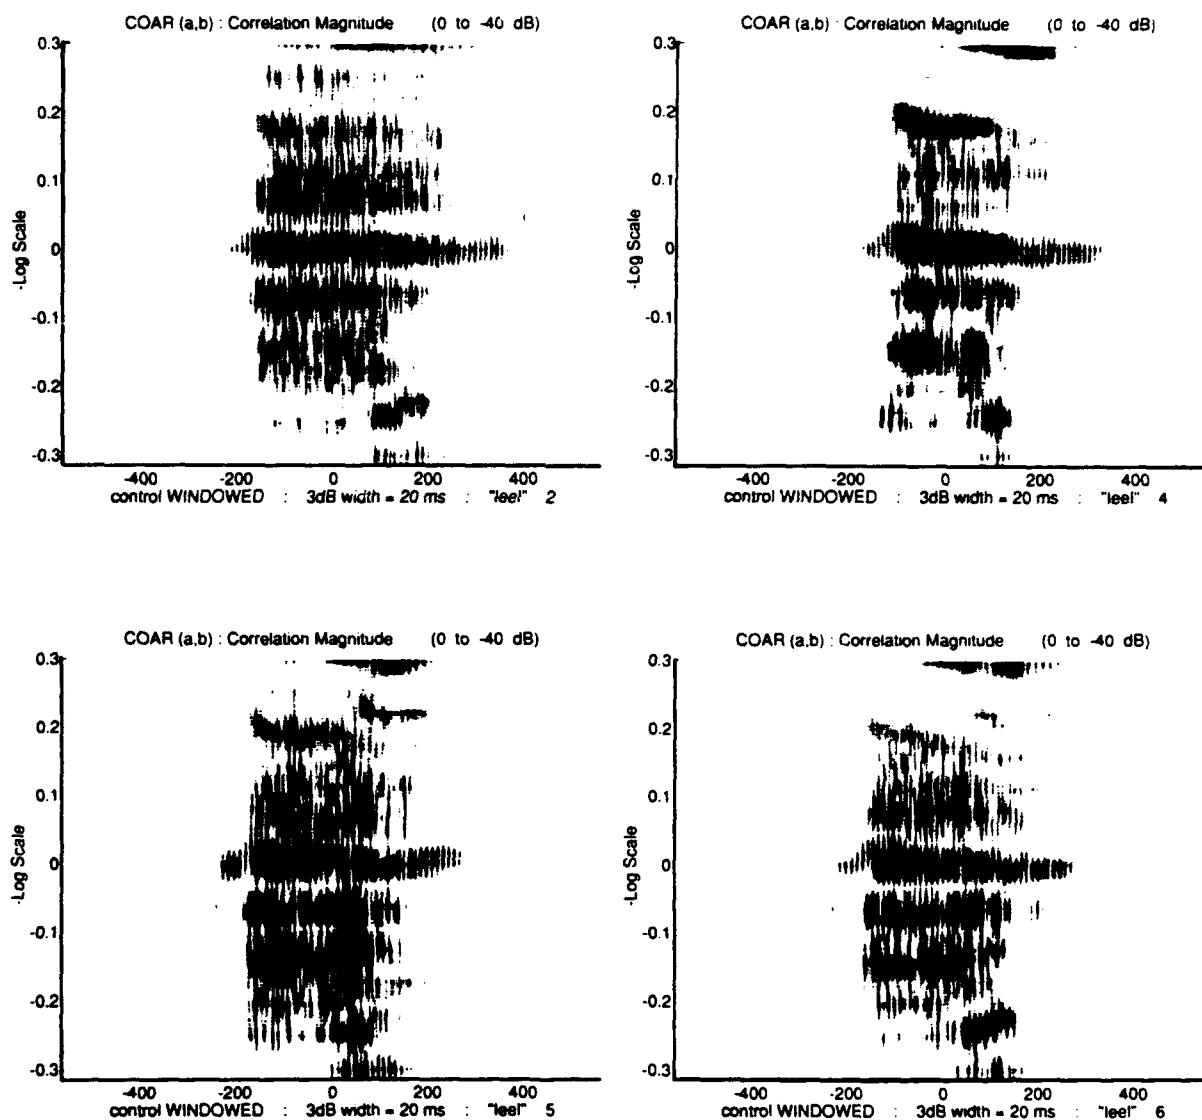 COAR (a,b) : Correlation Magnitude (0 to -40 dB)
0.3
0.2
0.1
0
-0.1
-0.2
-0.3
-Log Scale
-400 -200 0 200 400
control WINDOWED : 3dB width = 20 ms : "leel" 2
COAR (a,b) : Correlation Magnitude (0 to -40 dB)
0.3
0.2
0.1
0
-0.1
-0.2
-0.3
-Log Scale
-400 -200 0 200 400
control WINDOWED : 3dB width = 20 ms : "leel" 4
COAR (a,b) : Correlation Magnitude (0 to -40 dB)
0.3
0.2
0.1
0
-0.1
-0.2
-0.3
-Log Scale
-400 -200 0 200 400
control WINDOWED : 3dB width = 20 ms : "leel" 5
COAR (a,b) : Correlation Magnitude (0 to -40 dB)
0.3
0.2
0.1
0
-0.1
-0.2
-0.3
-Log Scale
-400 -200 0 200 400
control WINDOWED : 3dB width = 20 ms : "leel" 6